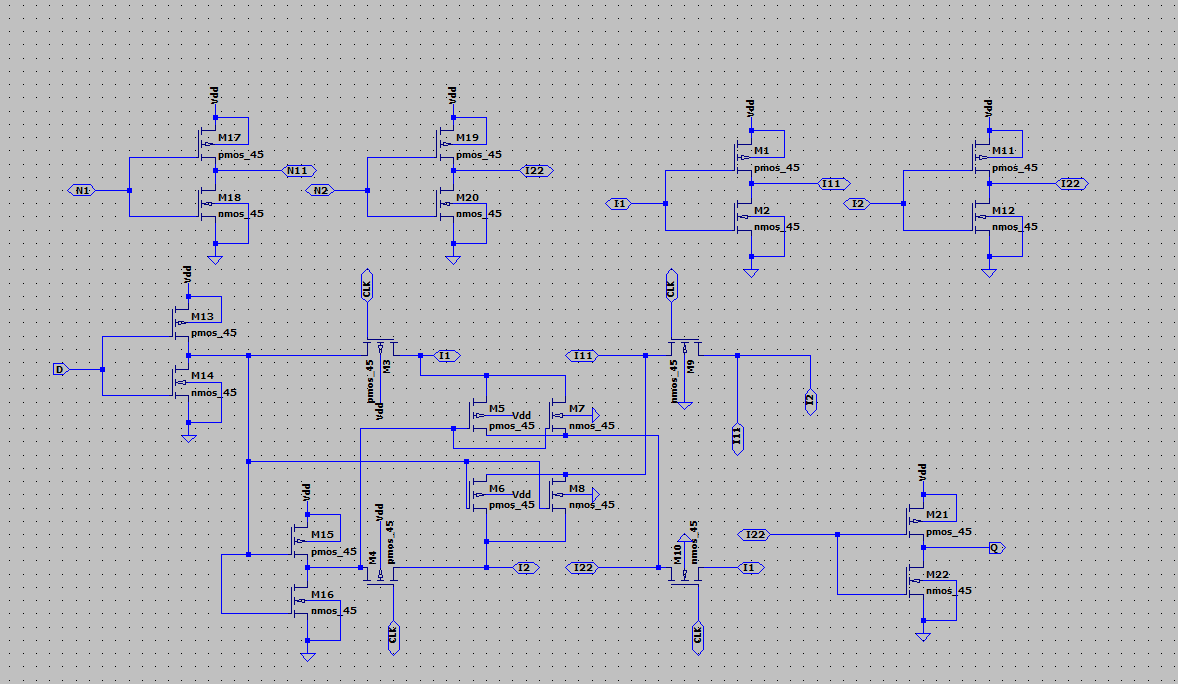 Vdd
Vdd
Vdd
Vdd
M17
pmos_45
M19
pmos_45
M1
pmos_45
M11
pmos_45
N1
N11
N2
I22
I1
I11
I2
I22
M18
nmos_45
M20
nmos_45
M2
nmos_45
M12
nmos_45
Vdd
CLK
CLK
M13
pmos_45
D
I1
I11
M14
nmos_45
pmos_45
M3
Vdd
nmos_45
M9
I2
M5
Vdd
pmos_45
M7
nmos_45
I11
M6
Vdd
pmos_45
M8
nmos_45
Vdd
Vdd
Vdd
M15
pmos_45
M4
pmos_45
M10
nmos_45
I22
M21
pmos_45
Q
I2
I22
I1
M16
nmos_45
M22
nmos_45
CLK
CLK